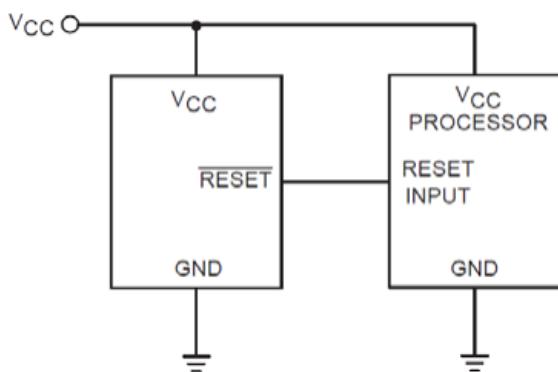 VCC
VCC
RESET
GND
VCC
PROCESSOR
RESET
INPUT
GND